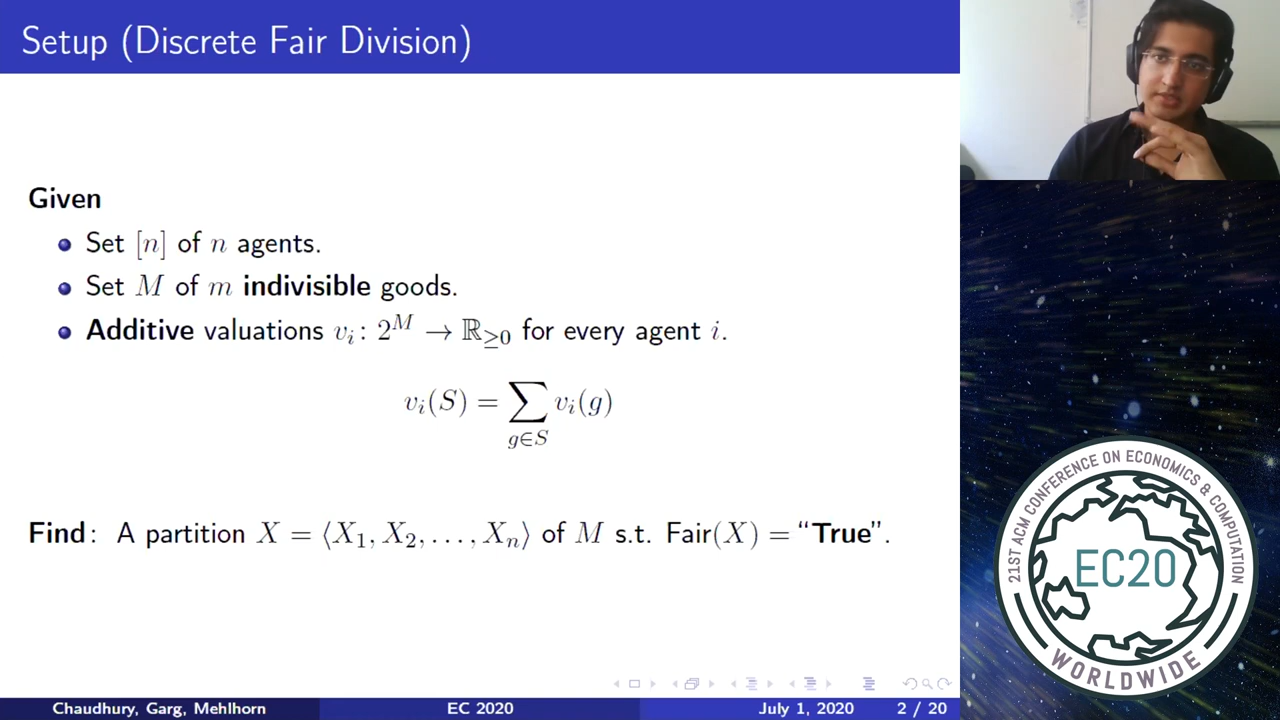 Setup (Discrete Fair Division)
Given
Set [n] of n agents.
Set M of m indivisible goods.
Additive valuations v_i : 2^M → ℝ_≥0 for every agent i.
v_i(S) = ∑_{g∈S} v_i(g)
Find: A partition X = ⟨X_1, X_2, . . . , X_n⟩ of M s.t. Fair(X) = “True”.
Chaudhury, Garg, Mehlhorn
EC 2020
July 1, 2020
2 / 20
21ST ACM CONFERENCE ON ECONOMICS & COMPUTATION
EC20
WORLDWIDE